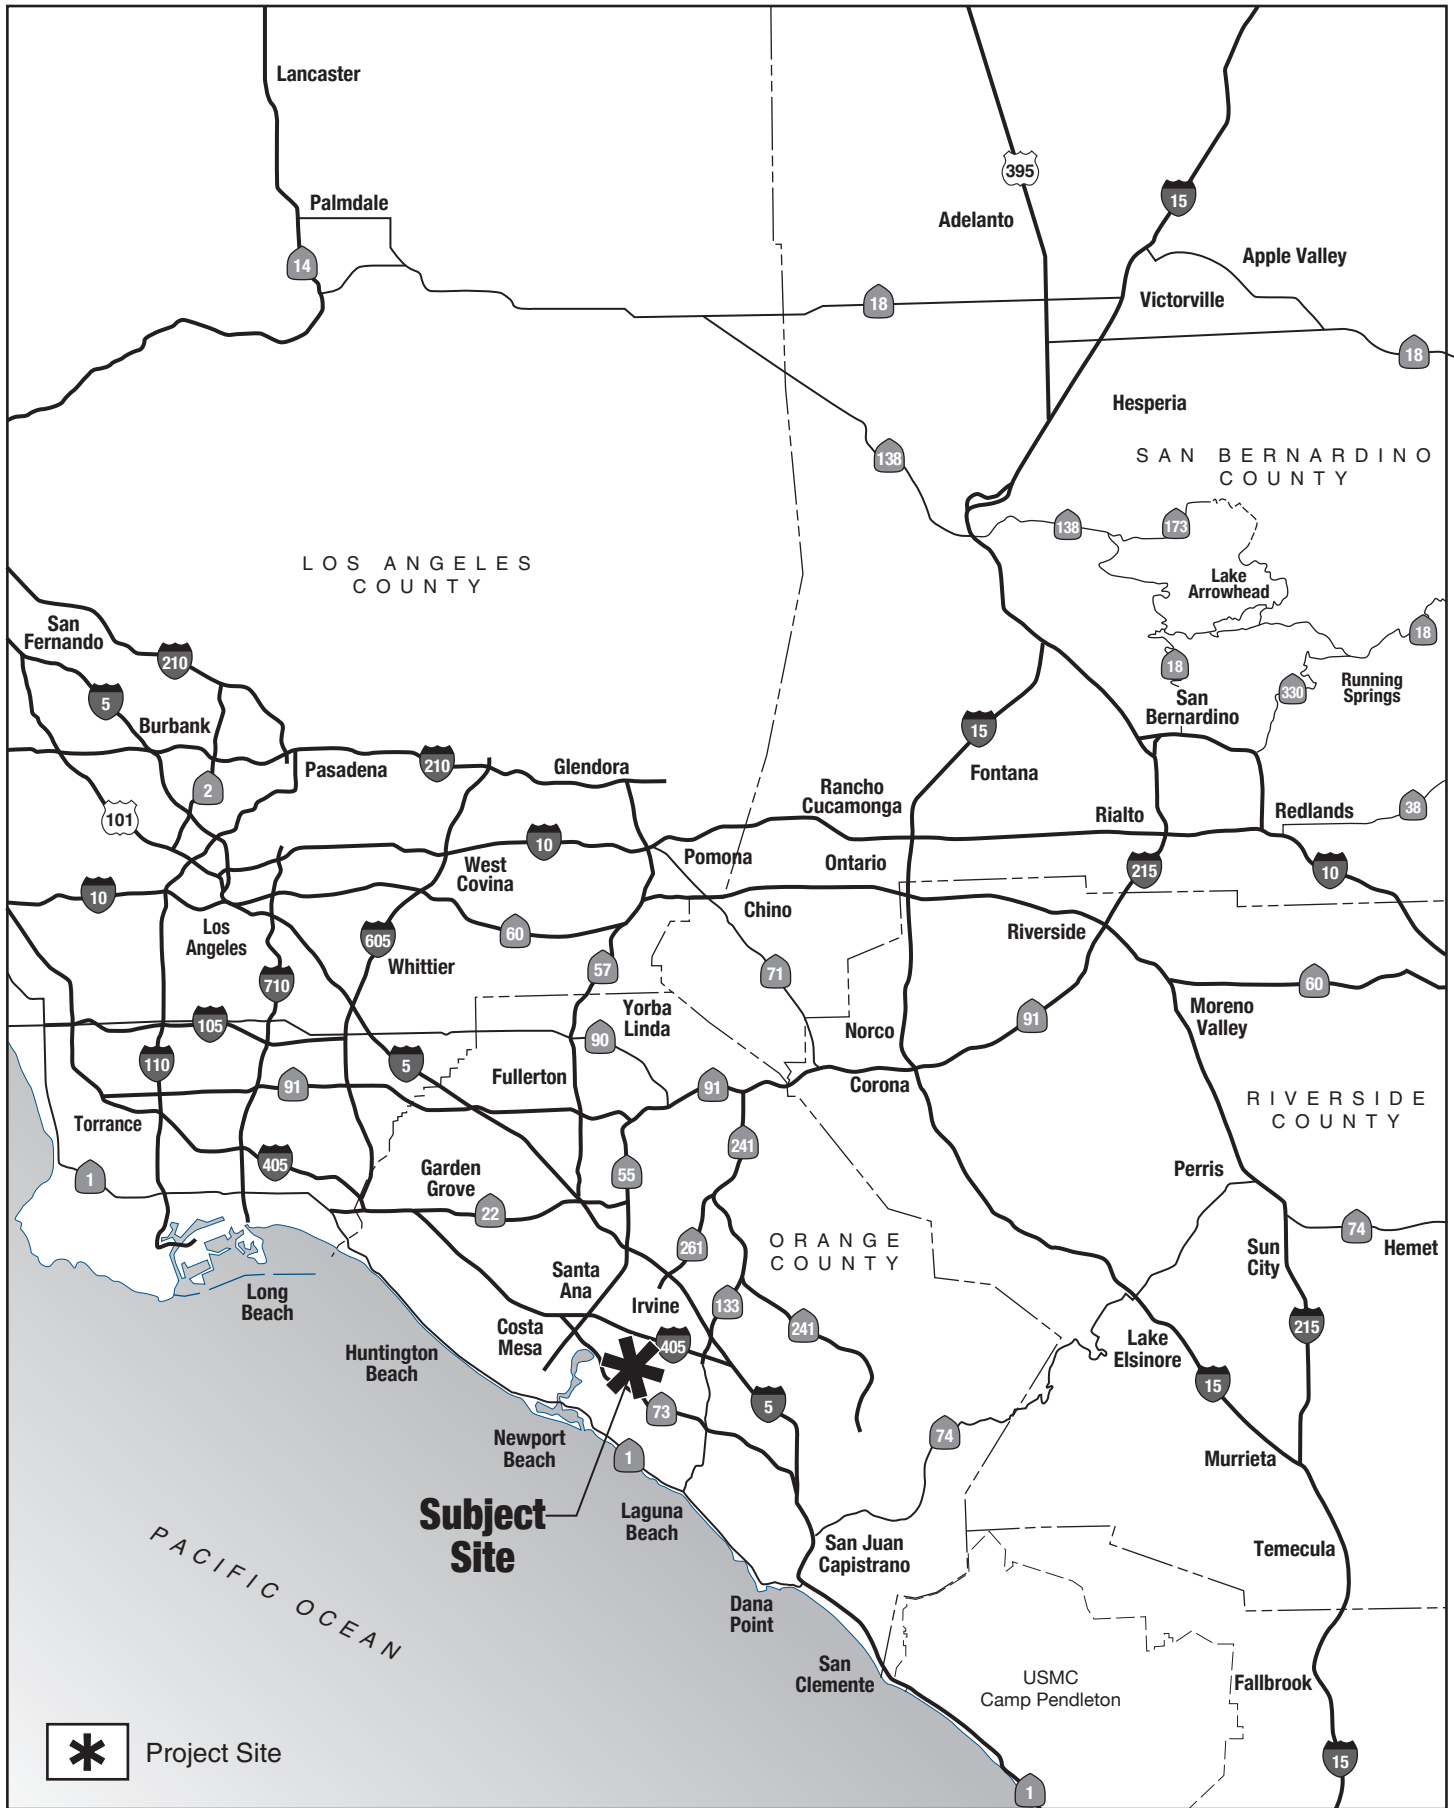 Lancaster
395
15
Palmdale
Adelanto
14
Apple Valley
18
Victorville
18
Hesperia
138
SAN BERNARDINO
COUNTY
138
173
LOS ANGELES
COUNTY
Lake
Arrowhead
San
Fernando
210
18
18
5
330
Running
Springs
Burbank
San
Bernardino
15
Pasadena
210
Glendora
Fontana
2
Rancho
Cucamonga
101
Rialto
Redlands
38
10
West
Covina
Pomona
Ontario
215
10
10
Chino
Los
Angeles
605
60
Riverside
Whittier
57
71
710
60
Yorba
Linda
Moreno
Valley
105
90
Norco
91
110
5
Fullerton
91
91
Corona
RIVERSIDE
COUNTY
Torrance
241
405
Garden
Grove
55
Perris
1
22
74
Hemet
261
ORANGE
COUNTY
Sun
City
Santa
Ana
Long
Beach
Irvine
133
241
215
Costa
Mesa
405
Lake
Elsinore
Huntington
Beach
15
5
73
Newport
Beach
74
1
Murrieta
Subject
Site
Laguna
Beach
San Juan
Capistrano
Temecula
PACIFIC OCEAN
Dana
Point
San
Clemente
USMC
Camp Pendleton
Fallbrook
Project Site
15
1